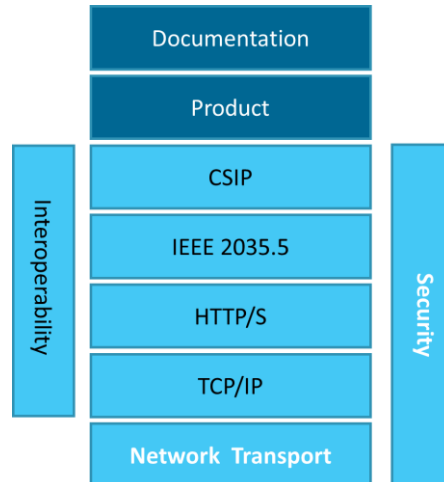 Documentation
Product
Interoperability
CSIP
IEEE 2035.5
HTTP/S
TCP/IP
Network Transport
Security